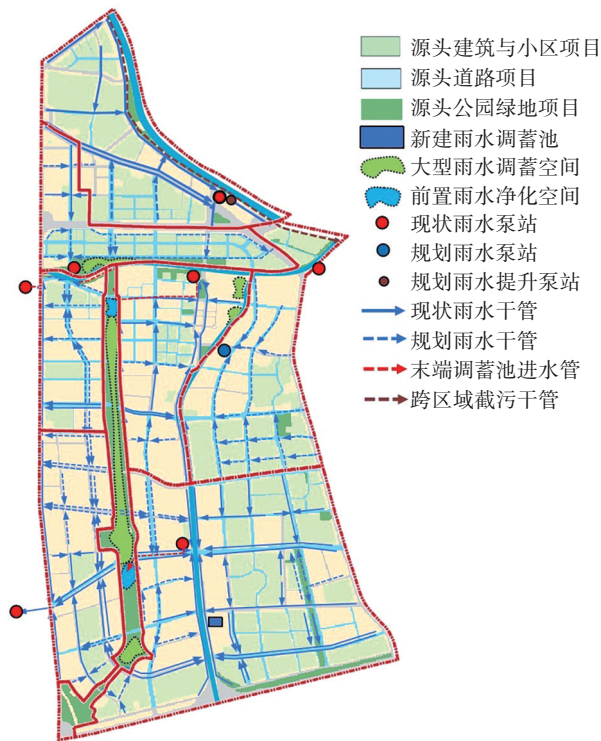 源头建筑与小区项目
源头道路项目
源头公园绿地项目
新建雨水调蓄池
大型雨水调蓄空间
前置雨水净化空间
现状雨水泵站
规划雨水泵站
规划雨水提升泵站
现状雨水干管
规划雨水干管
末端调蓄池进水管
跨区域截污干管